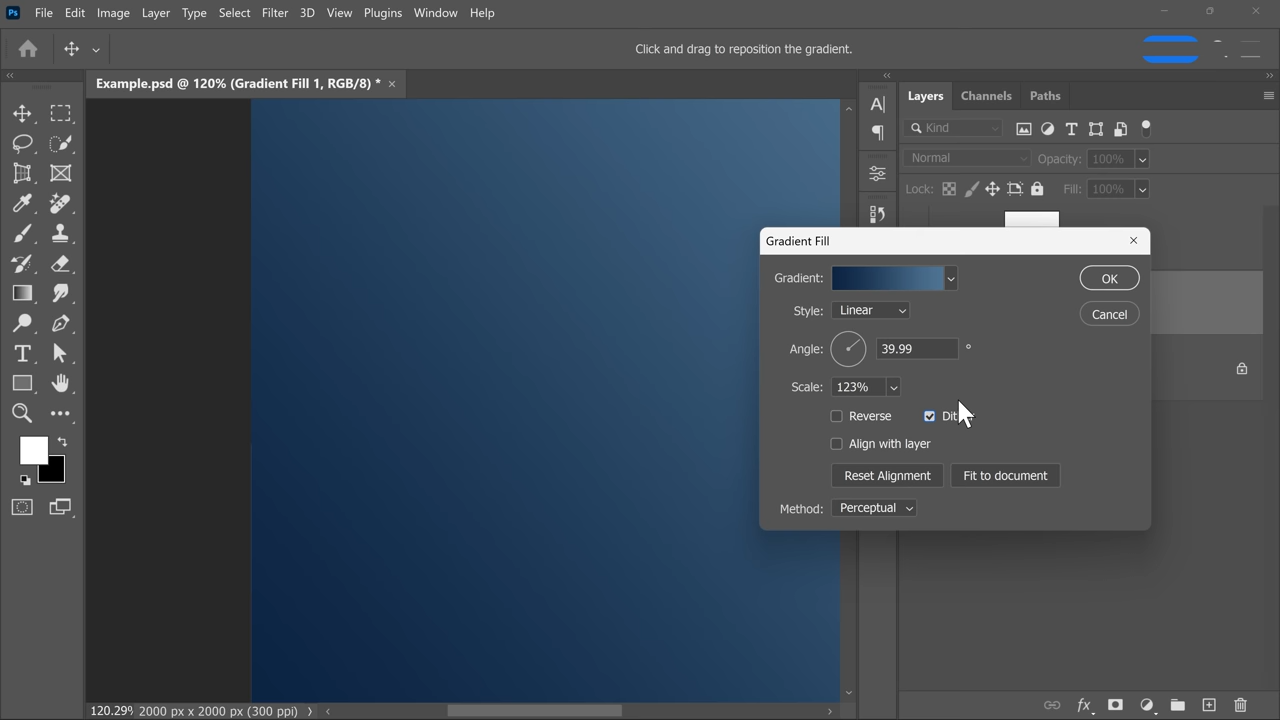 Ps File Edit Image Layer Type Select Filter 3D View Plugins Window Help
Click and drag to reposition the gradient.
Example.psd @ 120% (Gradient Fill 1, RGB/8) *
Layers Channels Paths
Kind
Normal Opacity: 100%
Lock: Fill: 100%
Gradient Fill
Gradient: OK
Style: Linear Cancel
Angle: 39.99 °
Scale: 123%
Reverse
Align with layer
Reset Alignment Fit to document
Method: Perceptual
120.29% 2000 px x 2000 px (300 ppi)